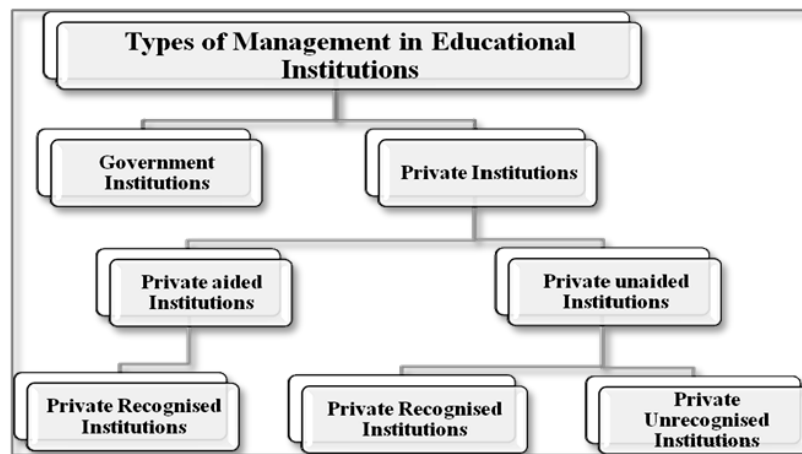 Types of Management in Educational
Institutions
Government
Institutions
Private Institutions
Private aided
Institutions
Private unaided
Institutions
Private Recognised
Institutions
Private Recognised
Institutions
Private
Unrecognised
Institutions